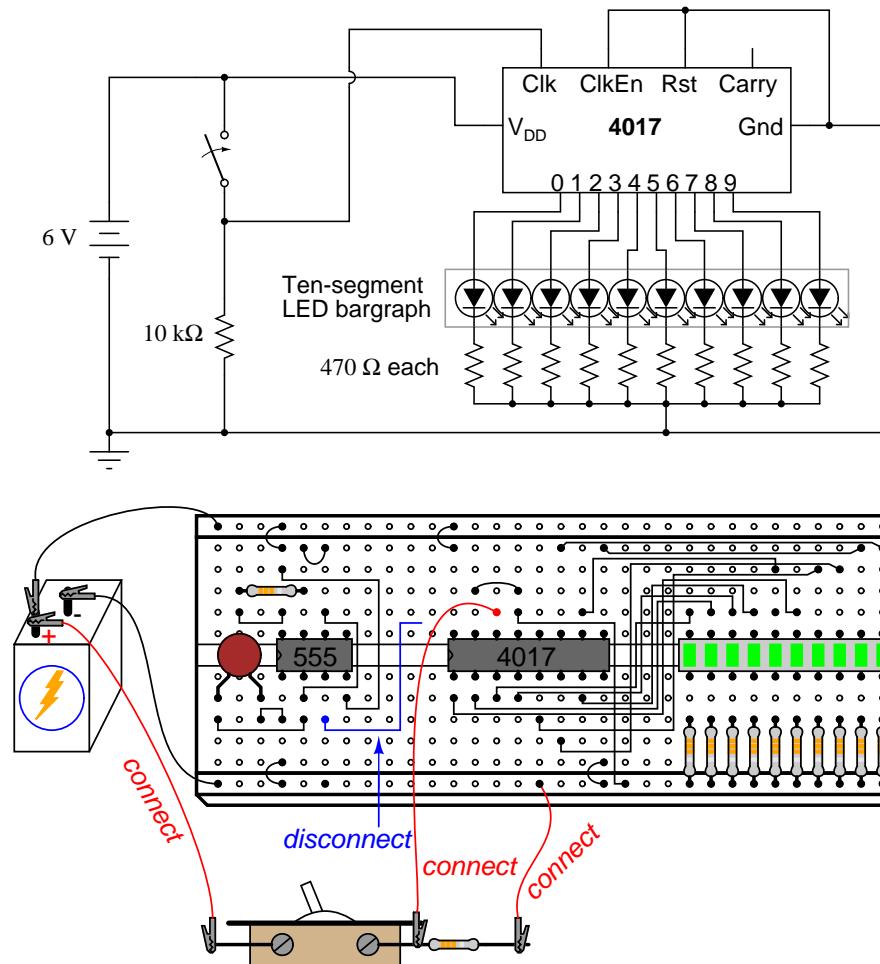 Clk ClkEn Rst Carry
V_DD 4017 Gnd
0 1 2 3 4 5 6 7 8 9
6 V
10 kΩ
Ten-segment
LED bargraph
470 Ω each
-
+
555
4017
connect
disconnect
connect
connect